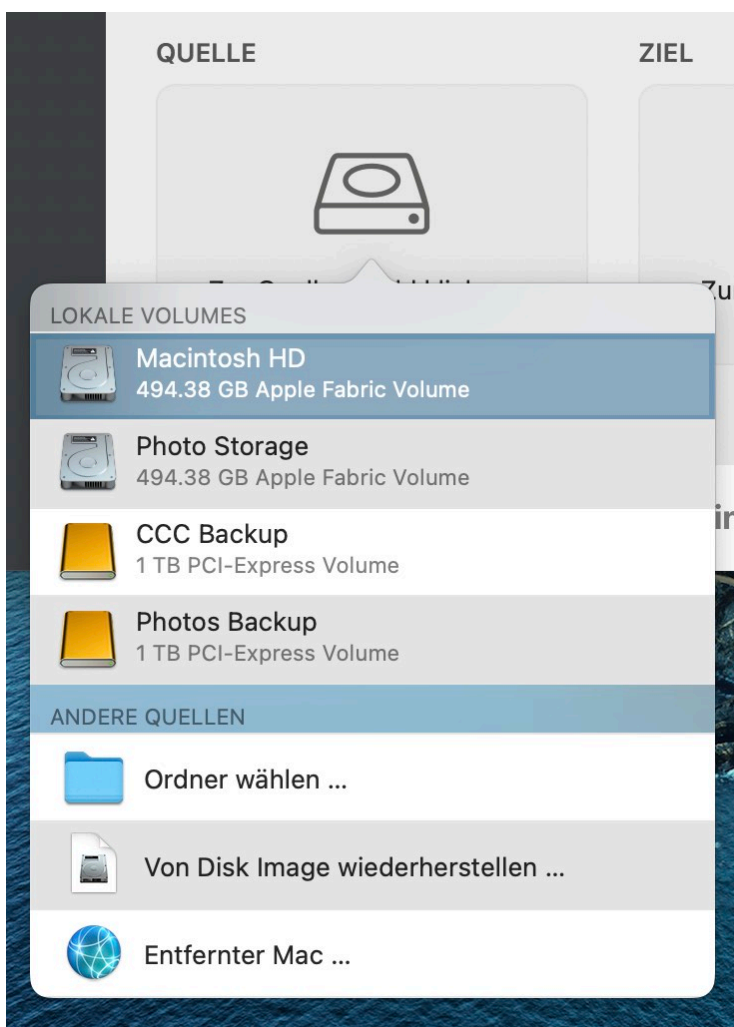 QUELLE
ZIEL
LOKALE VOLUMES
Macintosh HD
494.38 GB Apple Fabric Volume
Photo Storage
494.38 GB Apple Fabric Volume
CCC Backup
1 TB PCI-Express Volume
Photos Backup
1 TB PCI-Express Volume
ANDERE QUELLEN
Ordner wählen ...
Von Disk Image wiederherstellen ...
Entfernter Mac ...